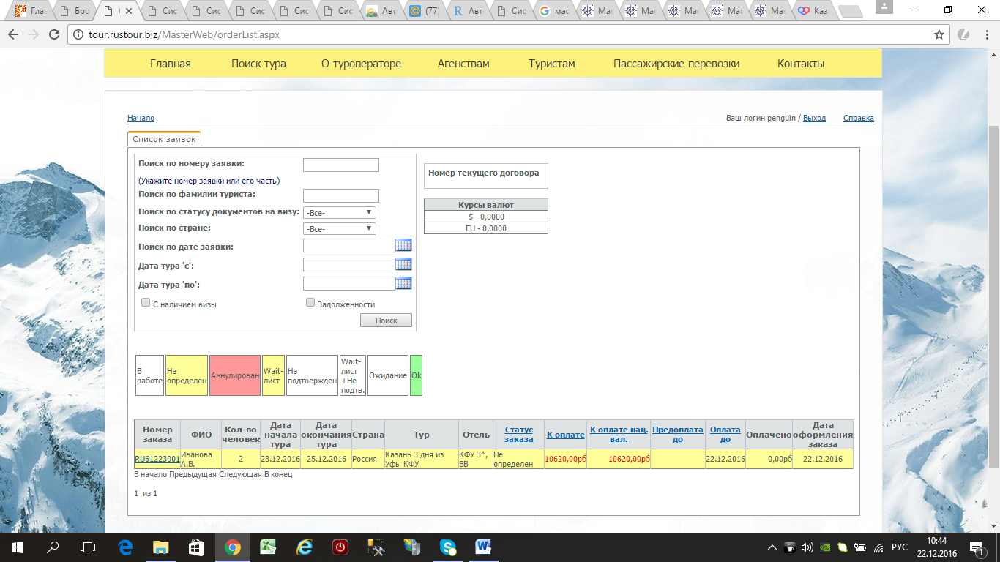 Гла
Бро
С
Сис
Сис
Сис
Сис
Сис
Авт
(77)
Авт
Сис
мас
Мас
Мас
Мас
Мас
Мас
Каз
tour.rustour.biz/MasterWeb/orderList.aspx
Главная Поиск тура О туроператоре Агенствам Туристам Пассажирские перевозки Контакты
Начало Ваш логин penguin / Выход Справка
Список заявок
Поиск по номеру заявки:
(Укажите номер заявки или его часть)
Поиск по фамилии туриста:
Поиск по статусу документов на визу: -Все-
Поиск по стране: -Все-
Поиск по дате заявки:
Дата тура 'с':
Дата тура 'по':
С наличием визы Задолженности
Поиск
Номер текущего договора
Курсы валют
$ - 0,0000
EU - 0,0000
В работе
Не определен
Аннулирован
Wait-лист
Не подтвержден
Wait-лист +Не подтв.
Ожидание
Ok
Номер заказа ФИО Кол-во человек Дата начала тура Дата окончания тура Страна Тур Отель Статус заказа К оплате К оплате нац. вал. Предоплата до Оплата до Оплачено Дата оформления заказа
RU61223001 Иванова А.В. 2 23.12.2016 25.12.2016 Россия Казань 3 дня из Уфы КФУ КФУ 3*, BB Не определен 10620,00рб 10620,00рб 22.12.2016 0,00рб 22.12.2016
В начало Предыдущая Следующая В конец
1 из 1
РУС
10:44
22.12.2016
1